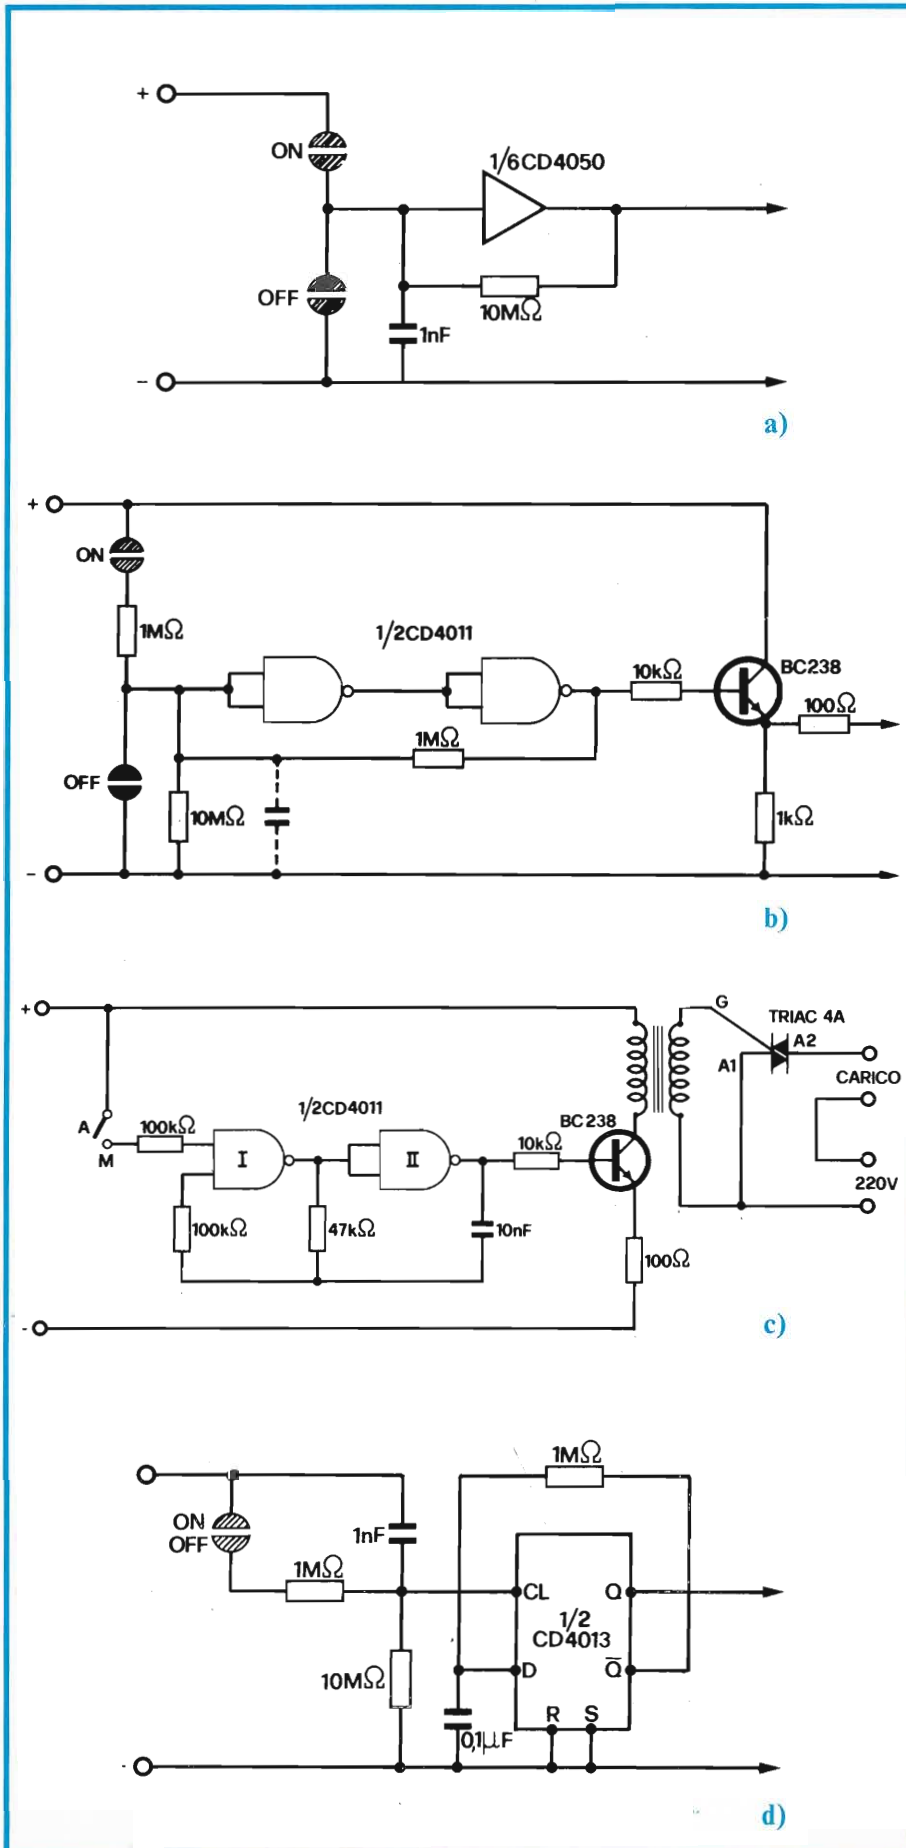 +
ON
1/6CD4050
OFF
10MΩ
1nF
-
a)
+
ON
1MΩ
1/2CD4011
10kΩ
BC238
100Ω
1MΩ
OFF
10MΩ
1kΩ
-
b)
+
G
TRIAC 4A
A2
A1
CARICO
1/2CD4011
BC238
A
100kΩ
10kΩ
M
I
II
220V
100kΩ
47kΩ
10nF
100Ω
-
c)
1MΩ
ON
OFF
1nF
1MΩ
CL
Q
1/2
CD4013
10MΩ
D
Q̅
R
S
0,1µF
-
d)